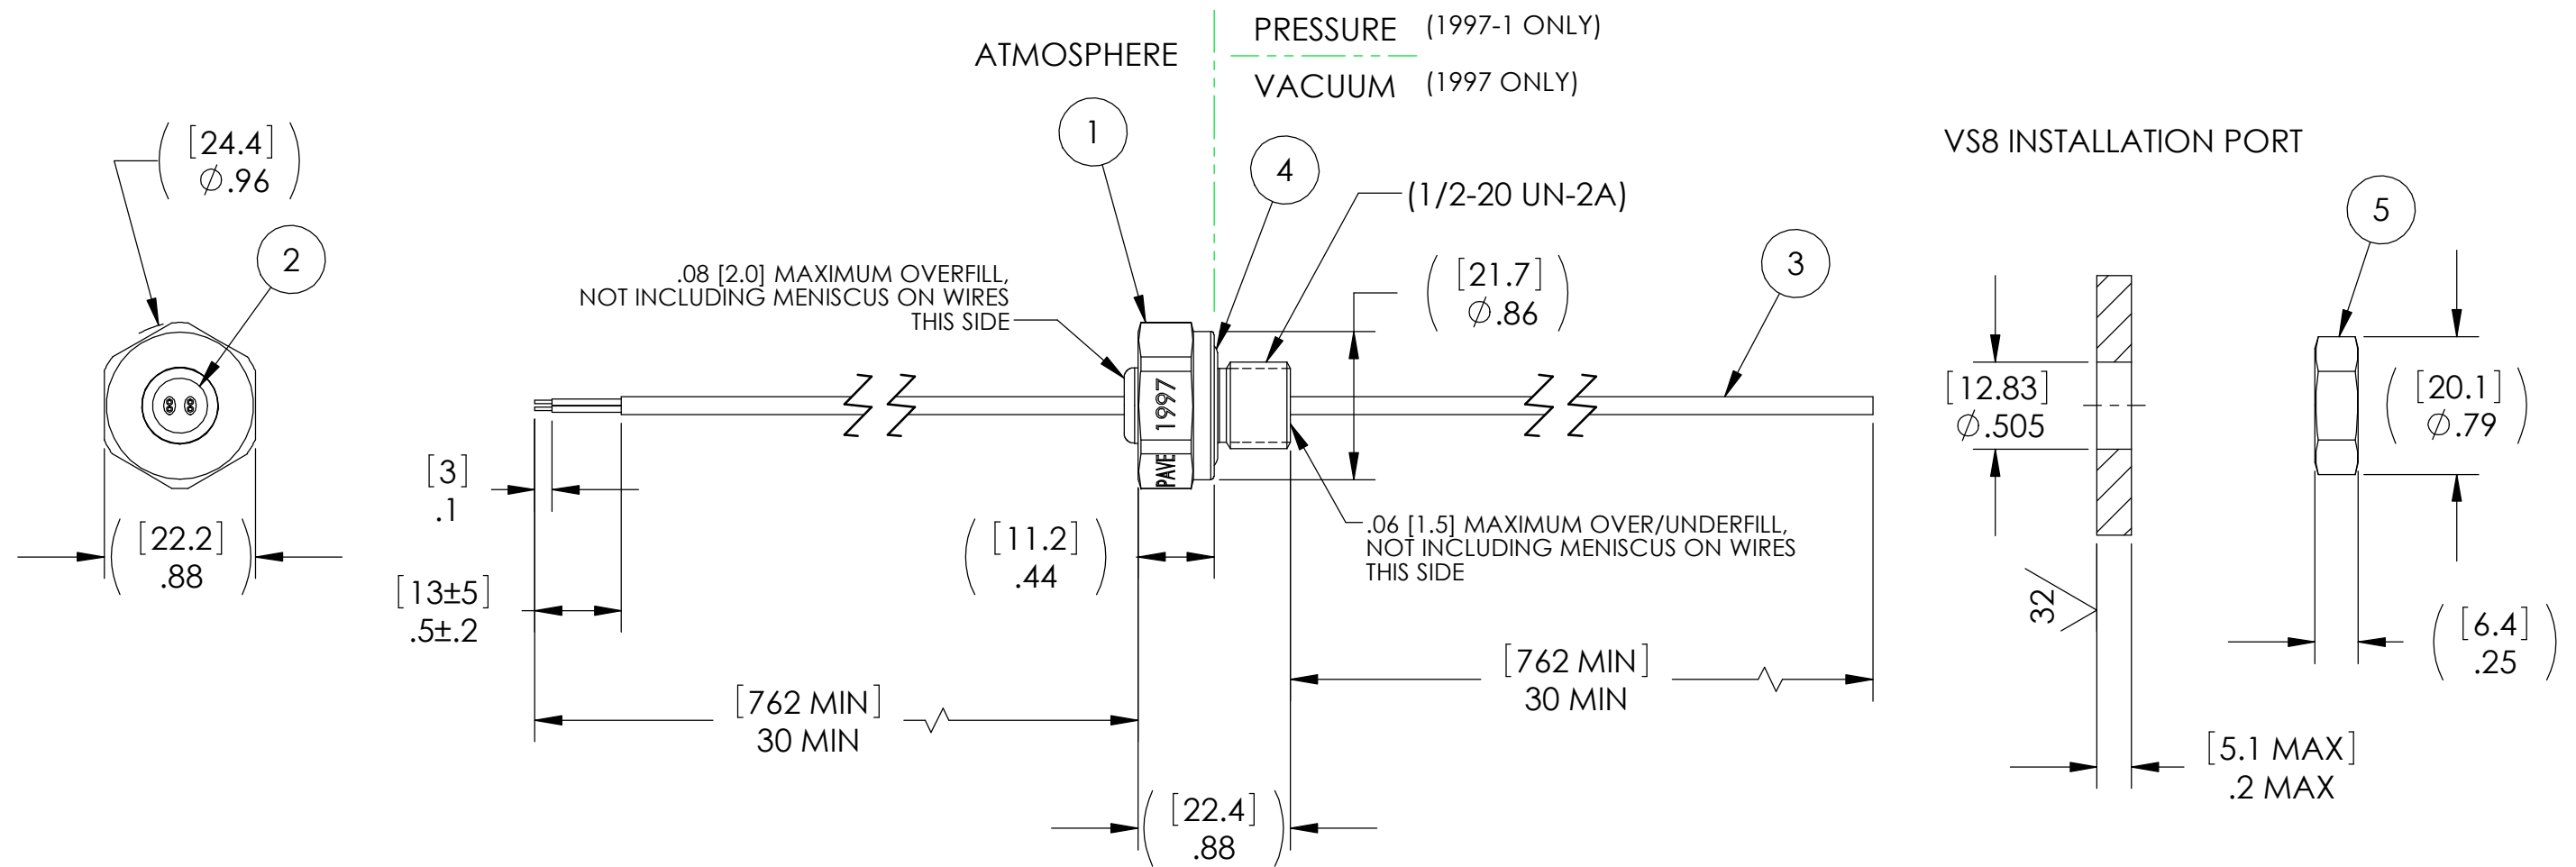 PRESSURE (1997-1 ONLY)
ATMOSPHERE
VACUUM (1997 ONLY)
1
VS8 INSTALLATION PORT
[24.4]
Ø.96
4
(1/2-20 UN-2A)
5
2
.08 [2.0] MAXIMUM OVERFILL,
NOT INCLUDING MENISCUS ON WIRES
THIS SIDE
([21.7]
Ø.86)
3
PAVE 1997
[12.83]
Ø.505
([20.1]
Ø.79)
[3]
.1
([22.2]
.88)
([11.2]
.44)
.06 [1.5] MAXIMUM OVER/UNDERFILL,
NOT INCLUDING MENISCUS ON WIRES
THIS SIDE
[13±5]
.5±.2
32
([6.4]
.25)
[762 MIN]
30 MIN
[762 MIN]
30 MIN
[5.1 MAX]
.2 MAX
([22.4]
.88)